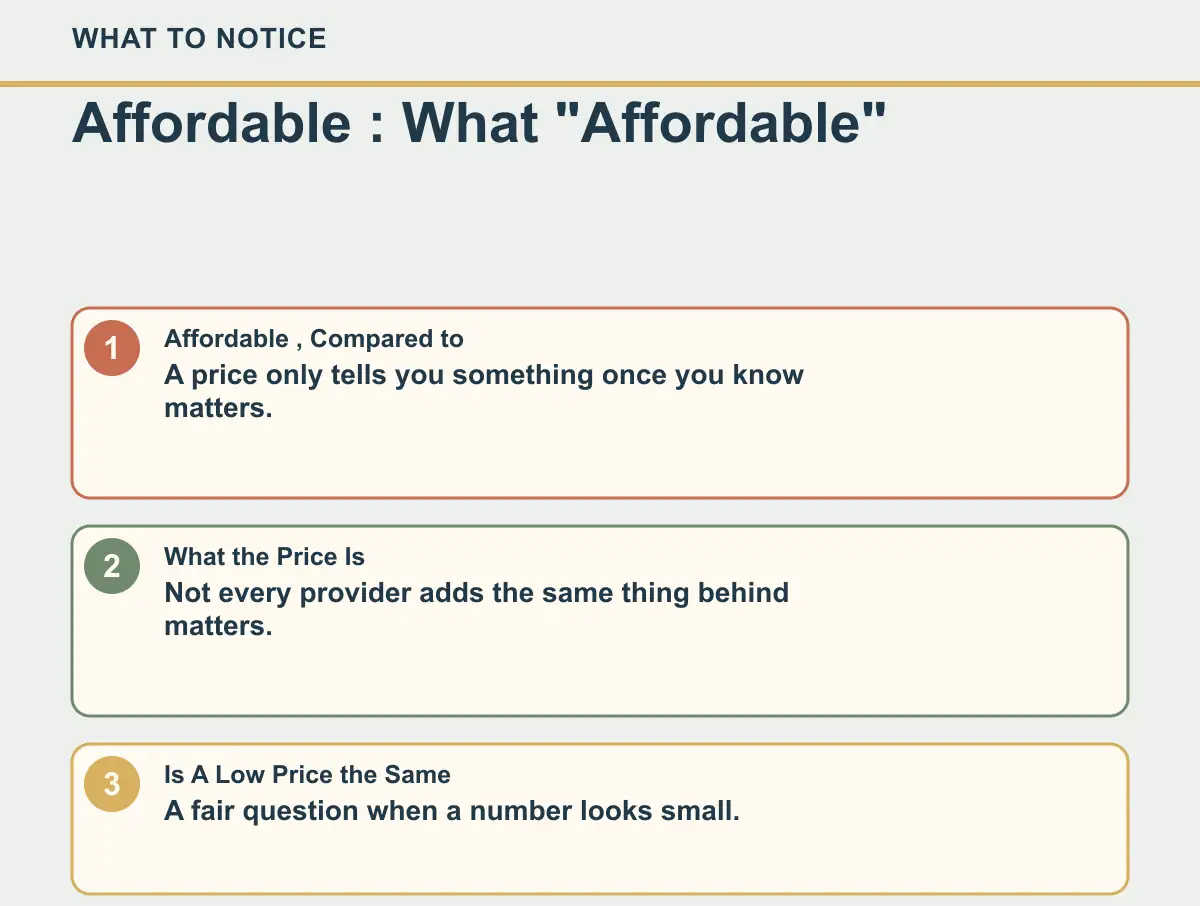 WHAT TO NOTICE
Affordable : What "Affordable"
1
Affordable , Compared to
A price only tells you something once you know
matters.
2
What the Price Is
Not every provider adds the same thing behind
matters.
3
Is A Low Price the Same
A fair question when a number looks small.